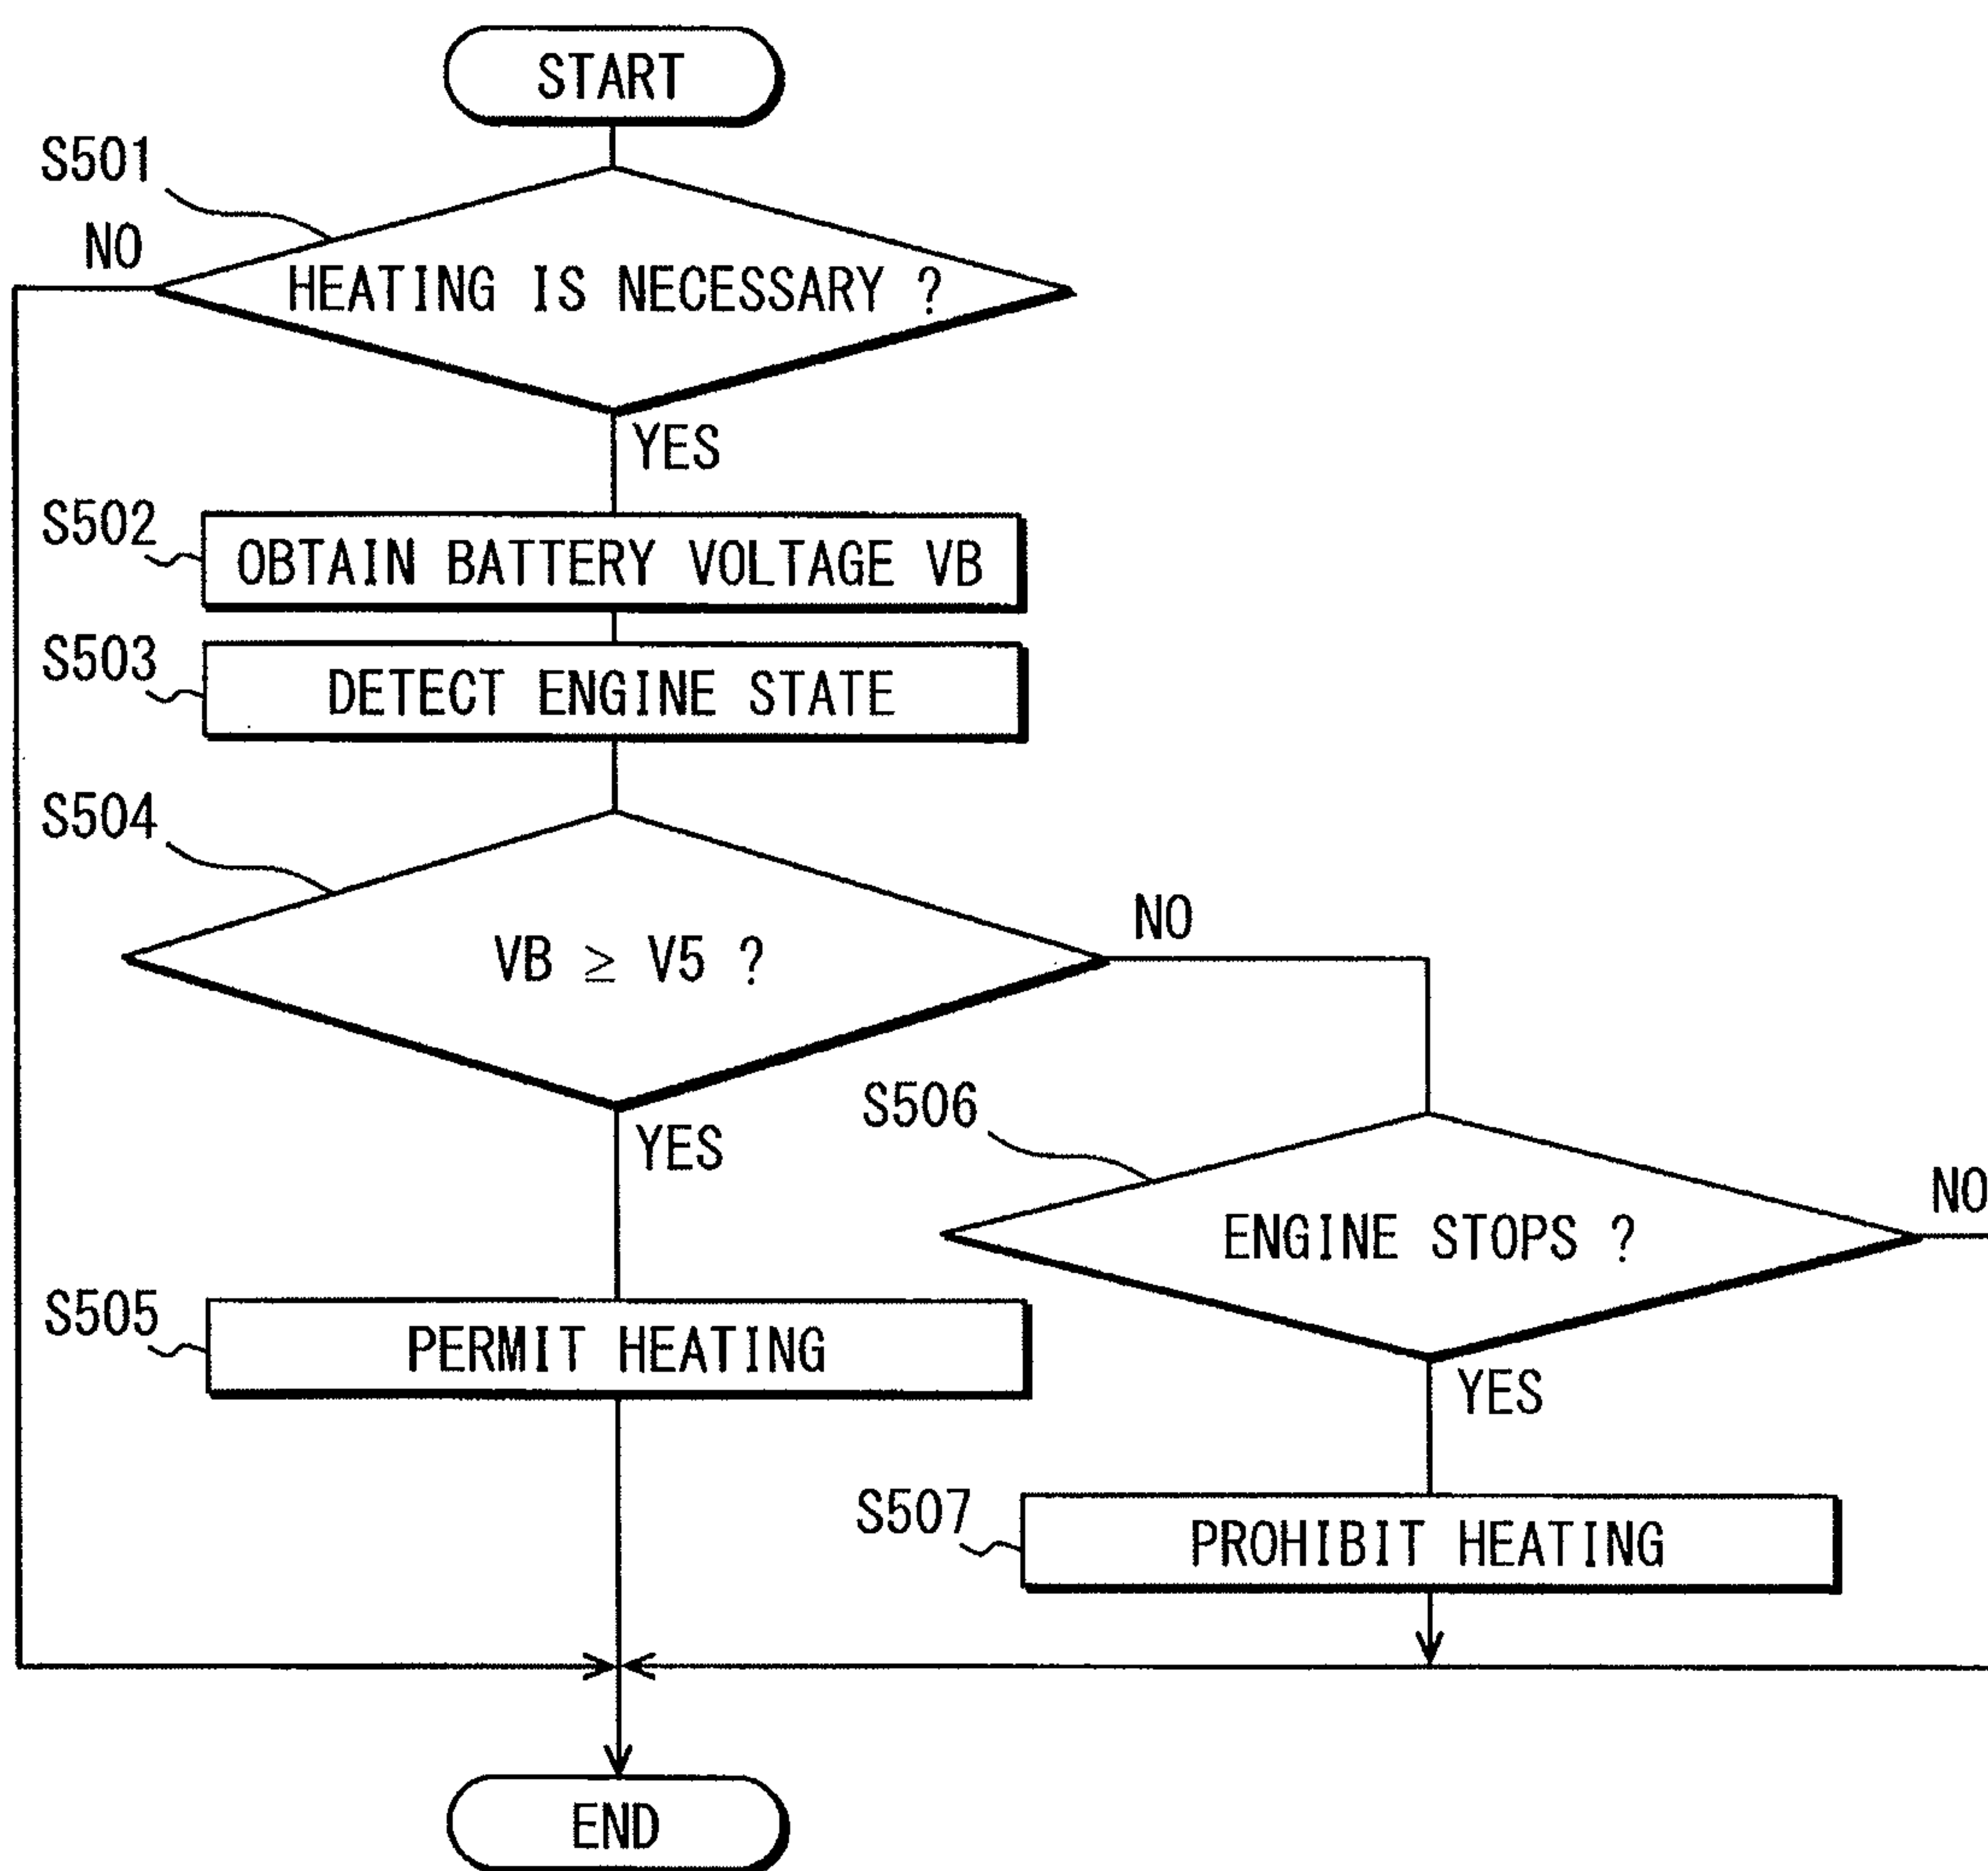 START
S501
NO
HEATING IS NECESSARY ?
YES
S502
OBTAIN BATTERY VOLTAGE VB
S503
DETECT ENGINE STATE
S504
VB ≥ V5 ?
NO
YES
S506
ENGINE STOPS ?
NO
YES
S505
PERMIT HEATING
S507
PROHIBIT HEATING
END